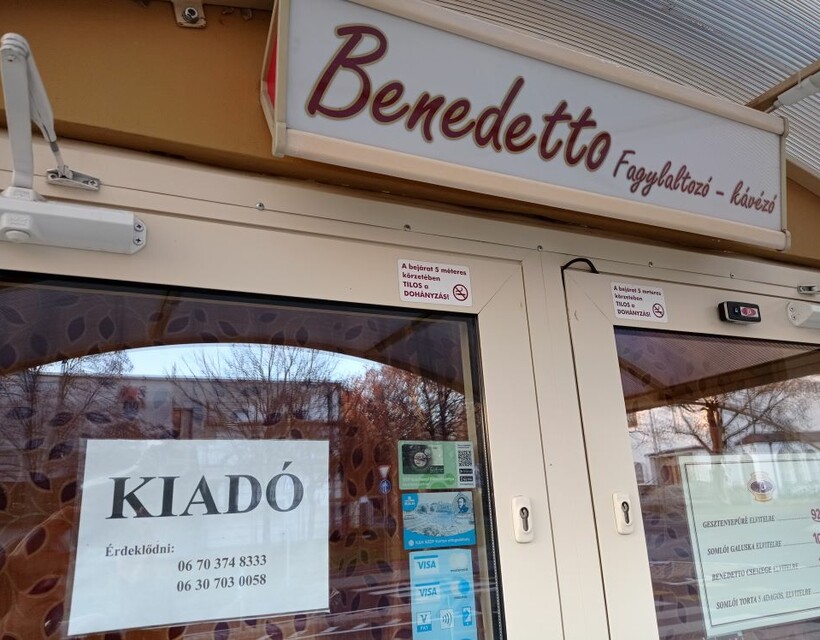 Benedetto Fagylaltozó – kávézó
A bejárat 5 méteres
körzetében
TILOS a
DOHÁNYZÁS!
A bejárat 5 méteres
körzetében
TILOS a
DOHÁNYZÁS!
KIADÓ
Érdeklődni:
06 70 374 8333
06 30 703 0058
VISA
VISA
GESZTENYEPÜRÉ ELVITELRE
SOMLÓI GALUSKA ELVITELRE
BENEDETTO CSEMEGE ELVITELRE
SOMLÓI TORTA 5 ADAGOS, ELVITELRE